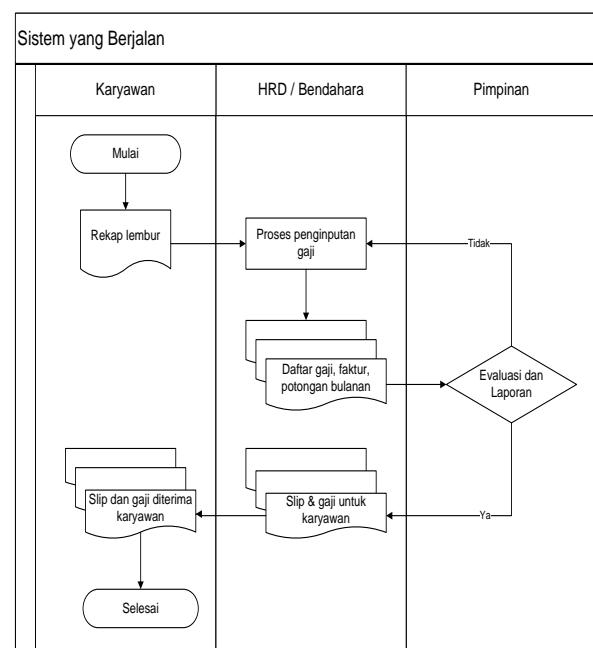 Sistem yang Berjalan
Karyawan
HRD / Bendahara
Pimpinan
Mulai
Rekap lembur
Proses penginputan
gaji
Tidak
Daftar gaji, faktur,
potongan bulanan
Evaluasi dan
Laporan
Slip dan gaji diterima
karyawan
Slip & gaji untuk
karyawan
Ya
Selesai